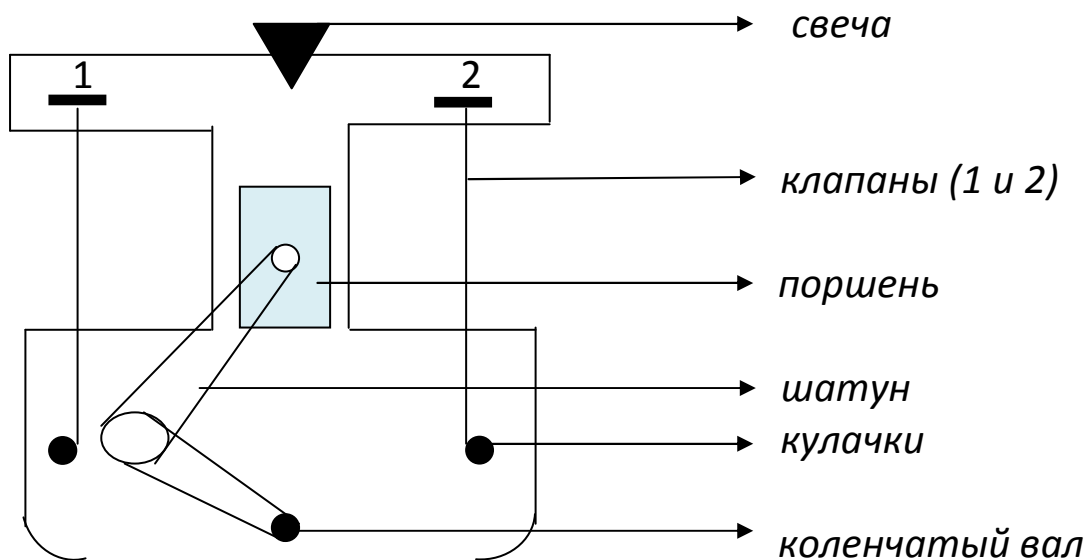 свеча
1
2
клапаны (1 и 2)
поршень
шатун
кулачки
коленчатый вал